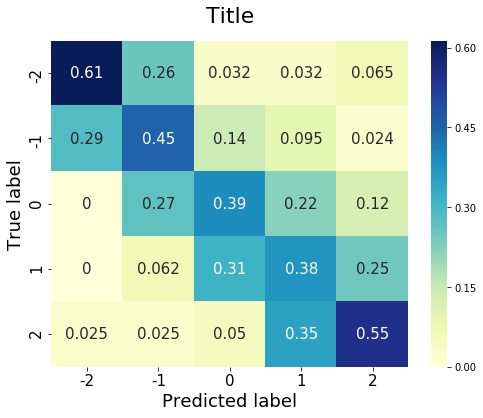 Title
-2 0.61 0.26 0.032 0.032 0.065
-1 0.29 0.45 0.14 0.095 0.024
0 0 0.27 0.39 0.22 0.12
1 0 0.062 0.31 0.38 0.25
2 0.025 0.025 0.05 0.35 0.55
-2 -1 0 1 2
True label
Predicted label
0.60
0.45
0.30
0.15
0.00